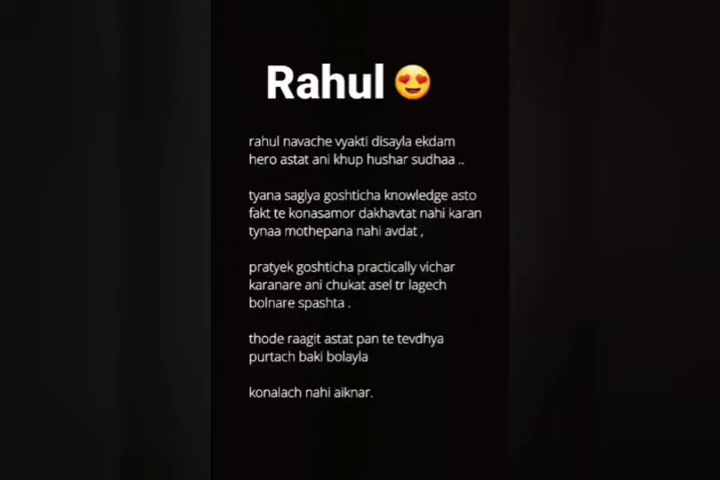 Rahul 😍
rahul navache vyakti disayla ekdam
hero astat ani khup hushar sudhaa ..
tyana saglya goshticha knowledge asto
fakt te konasamor dakhavtat nahi karan
tynaa mothepana nahi avdat ,
pratyek goshticha practically vichar
karanare ani chukat asel tr lagech
bolnare spashta .
thode raagit astat pan te tevdhya
purtach baki bolayla
konalach nahi aiknar.